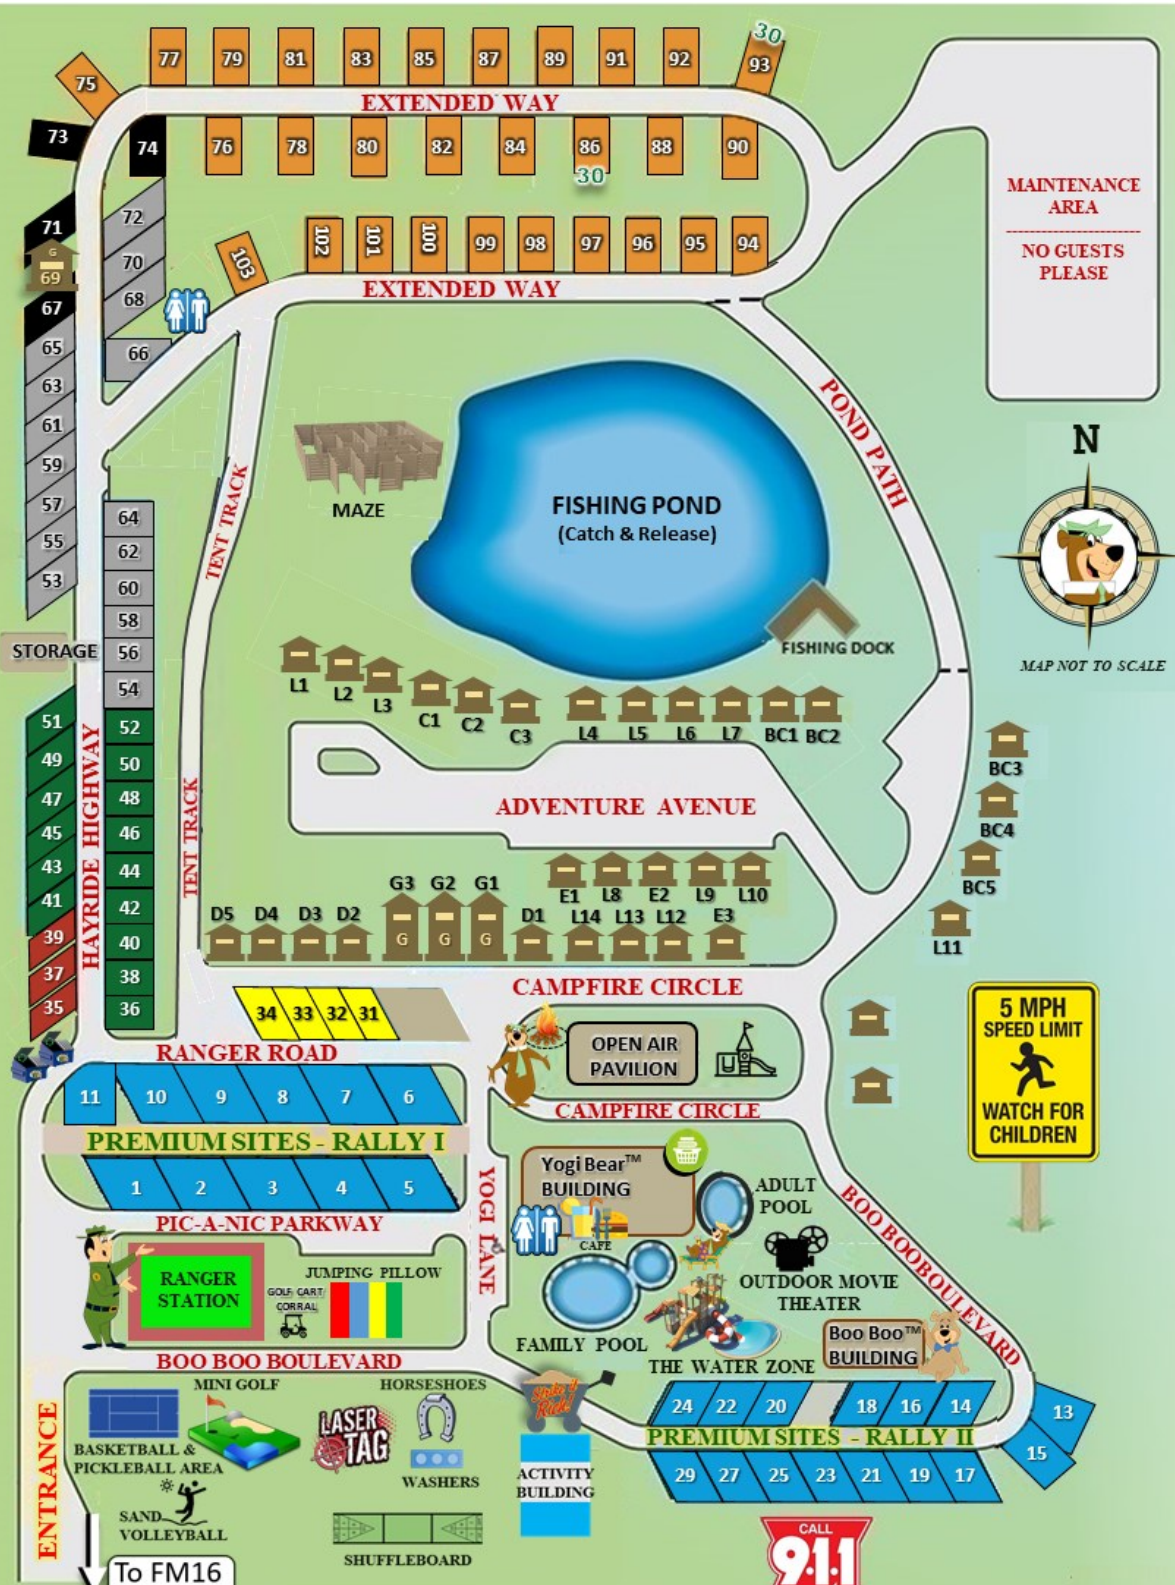 30
77
79
81
83
85
87
89
91
92
93
75
EXTENDED WAY
73
74
76
78
80
82
84
86
88
90
30
MAINTENANCE
AREA
NO GUESTS
PLEASE
71
72
G
69
70
103
102
101
100
99
98
97
96
95
94
67
68
EXTENDED WAY
65
66
63
61
59
57
55
53
64
62
60
58
56
54
STORAGE
TENT TRACK
MAZE
FISHING POND
(Catch & Release)
POND PATH
FISHING DOCK
N
MAP NOT TO SCALE
L1
L2
L3
C1
C2
C3
L4
L5
L6
L7
BC1
BC2
BC3
BC4
BC5
L11
51
49
47
45
43
41
39
37
35
52
50
48
46
44
42
40
38
36
HAYRIDE HIGHWAY
TENT TRACK
ADVENTURE AVENUE
E1
L8
E2
L9
L10
G3
G2
G1
D5
D4
D3
D2
G
G
G
D1
L14
L13
L12
E3
CAMPFIRE CIRCLE
34
33
32
31
OPEN AIR
PAVILION
CAMPFIRE CIRCLE
5 MPH
SPEED LIMIT
WATCH FOR
CHILDREN
RANGER ROAD
11
10
9
8
7
6
PREMIUM SITES - RALLY I
1
2
3
4
5
PIC-A-NIC PARKWAY
YOGI LANE
Yogi Bear™
BUILDING
CAFE
ADULT
POOL
BOO BOO BOULEVARD
RANGER
STATION
GOLF CART
CORRAL
JUMPING PILLOW
FAMILY POOL
OUTDOOR MOVIE
THEATER
THE WATER ZONE
Boo Boo™
BUILDING
BOO BOO BOULEVARD
ENTRANCE
MINI GOLF
BASKETBALL &
PICKLEBALL AREA
LASER
TAG
HORSESHOES
WASHERS
Strike it
Rich!
ACTIVITY
BUILDING
24
22
20
18
16
14
13
15
PREMIUM SITES - RALLY II
29
27
25
23
21
19
17
SAND
VOLLEYBALL
SHUFFLEBOARD
To FM16
CALL
911